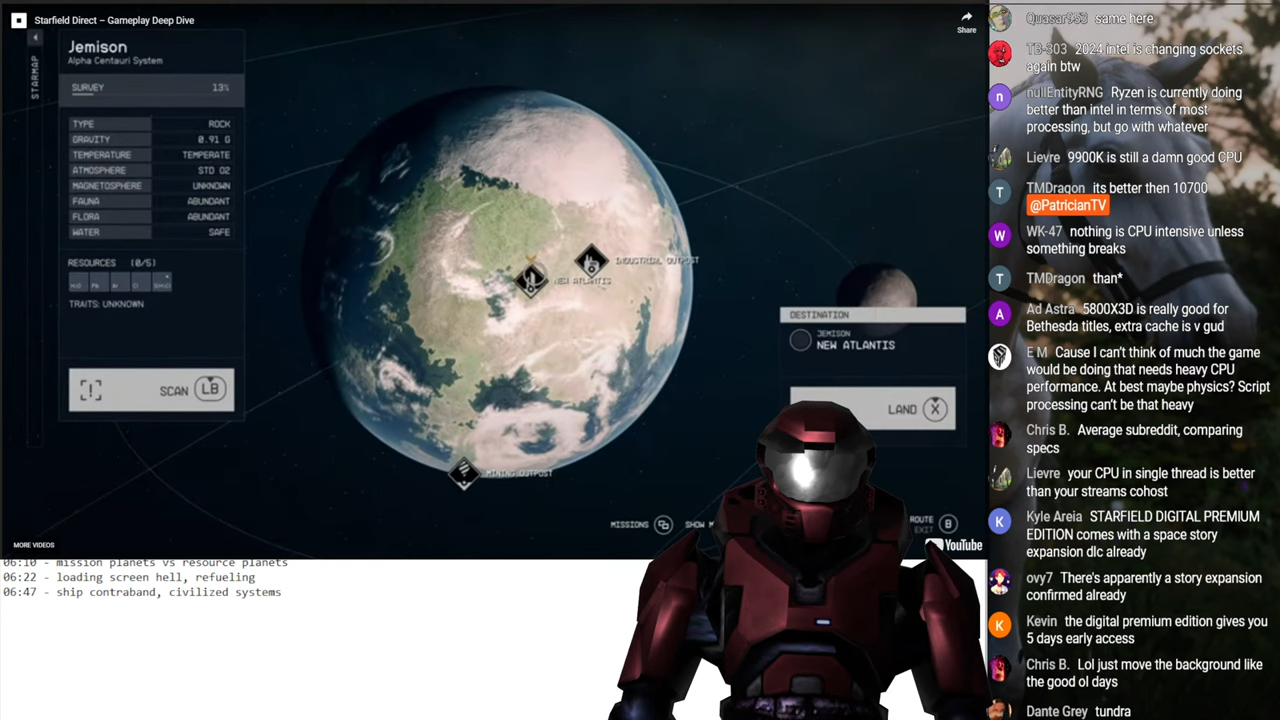 Starfield Direct – Gameplay Deep Dive
Share
STARMAP
Jemison
Alpha Centauri System
SURVEY 13%
TYPE ROCK
GRAVITY 0.91 G
TEMPERATURE TEMPERATE
ATMOSPHERE STD O2
MAGNETOSPHERE UNKNOWN
FAUNA ABUNDANT
FLORA ABUNDANT
WATER SAFE
RESOURCES (0/5)
H2O Pb Ar Cl
TRAITS: UNKNOWN
SCAN LB
INDUSTRIAL OUTPOST
NEW ATLANTIS
MINING OUTPOST
DESTINATION
JEMISON
NEW ATLANTIS
LAND X
MISSIONS
SHOW
ROUTE
EXIT B
MORE VIDEOS
YouTube
06:10 - mission planets vs resource planets
06:22 - loading screen hell, refueling
06:47 - ship contraband, civilized systems
Quasar953 same here
TB-303 2024 intel is changing sockets
again btw
nullEntityRNG Ryzen is currently doing
better than intel in terms of most
processing, but go with whatever
Lievre 9900K is still a damn good CPU
TMDragon its better then 10700
@PatricianTV
WK-47 nothing is CPU intensive unless
something breaks
TMDragon than*
Ad Astra 5800X3D is really good for
Bethesda titles, extra cache is v gud
E M Cause I can't think of much the game
would be doing that needs heavy CPU
performance. At best maybe physics? Script
processing can't be that heavy
Chris B. Average subreddit, comparing
specs
Lievre your CPU in single thread is better
than your streams cohost
Kyle Areia STARFIELD DIGITAL PREMIUM
EDITION comes with a space story
expansion dlc already
ovy7 There's apparently a story expansion
confirmed already
Kevin the digital premium edition gives you
5 days early access
Chris B. Lol just move the background like
the good ol days
Dante Grey tundra